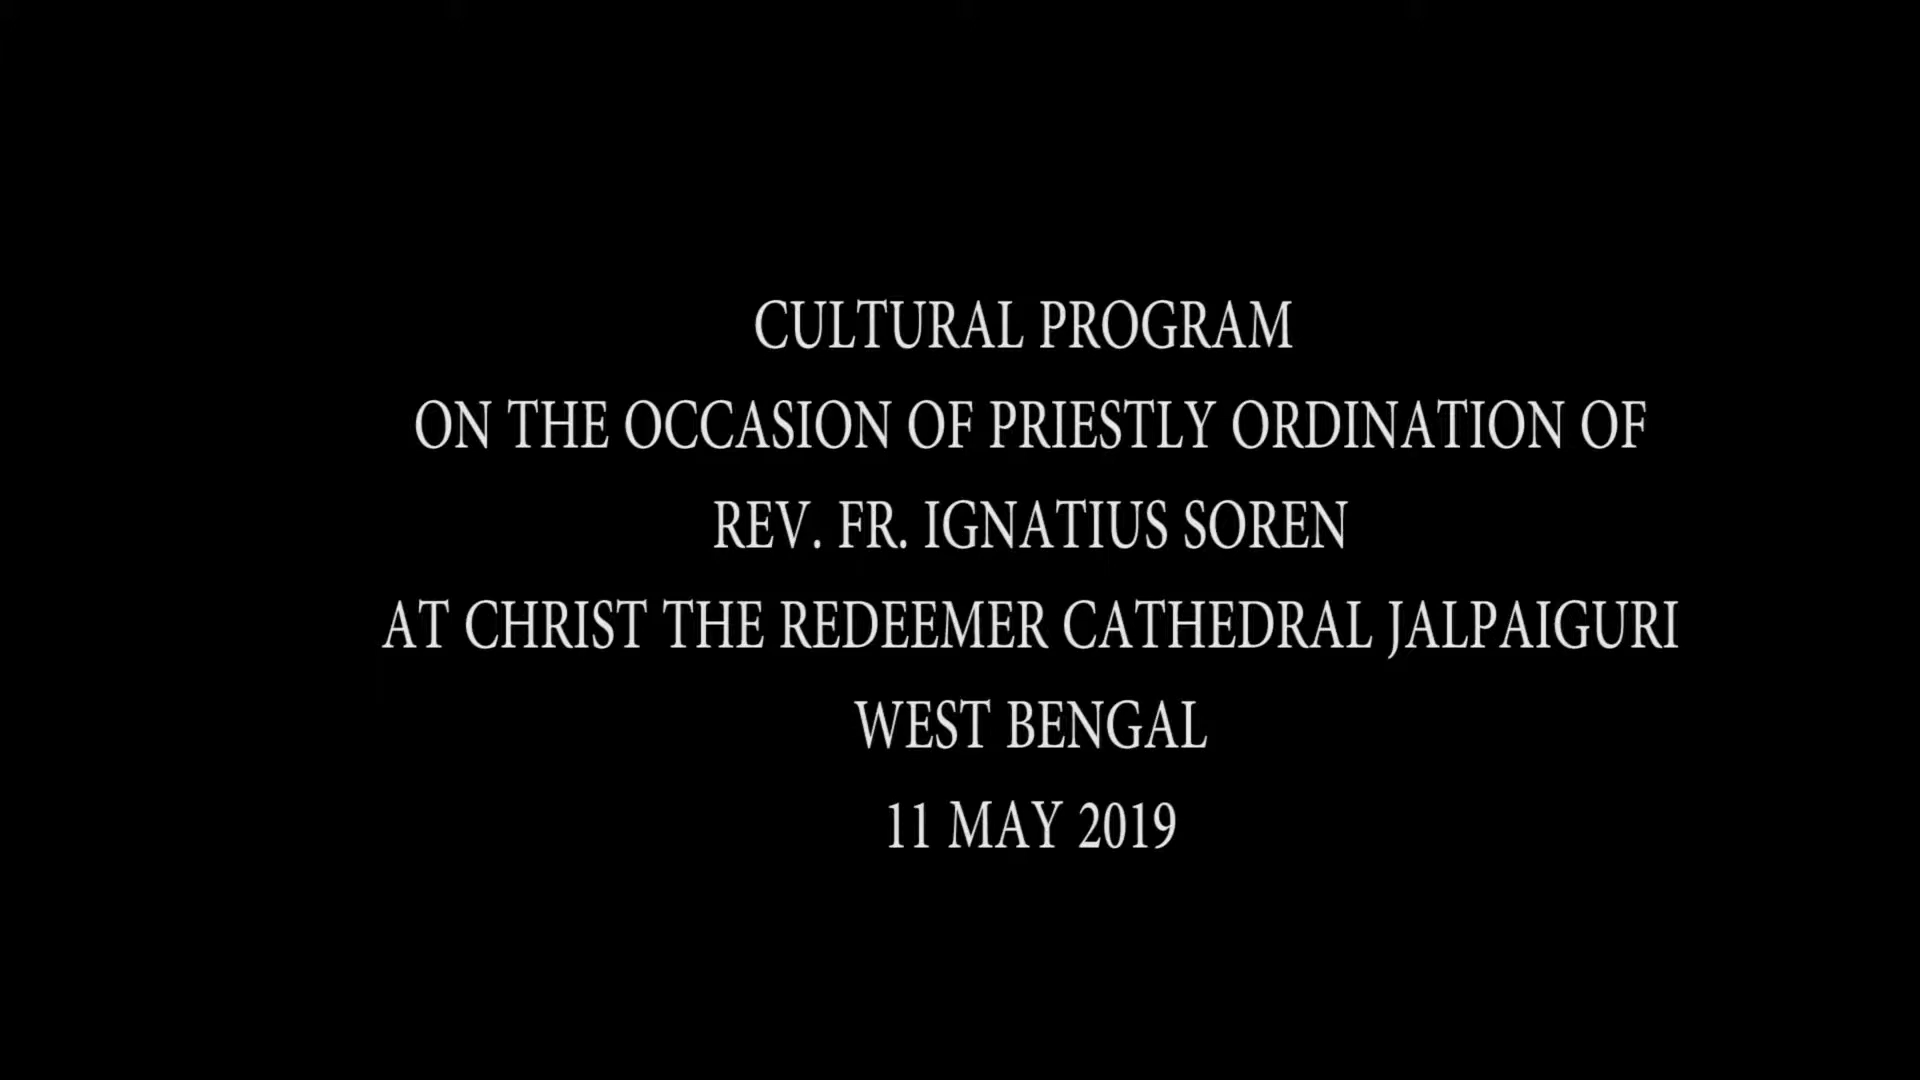 CULTURAL PROGRAM
ON THE OCCASION OF PRIESTLY ORDINATION OF
REV. FR. IGNATIUS SOREN
AT CHRIST THE REDEEMER CATHEDRAL JALPAIGURI
WEST BENGAL
11 MAY 2019